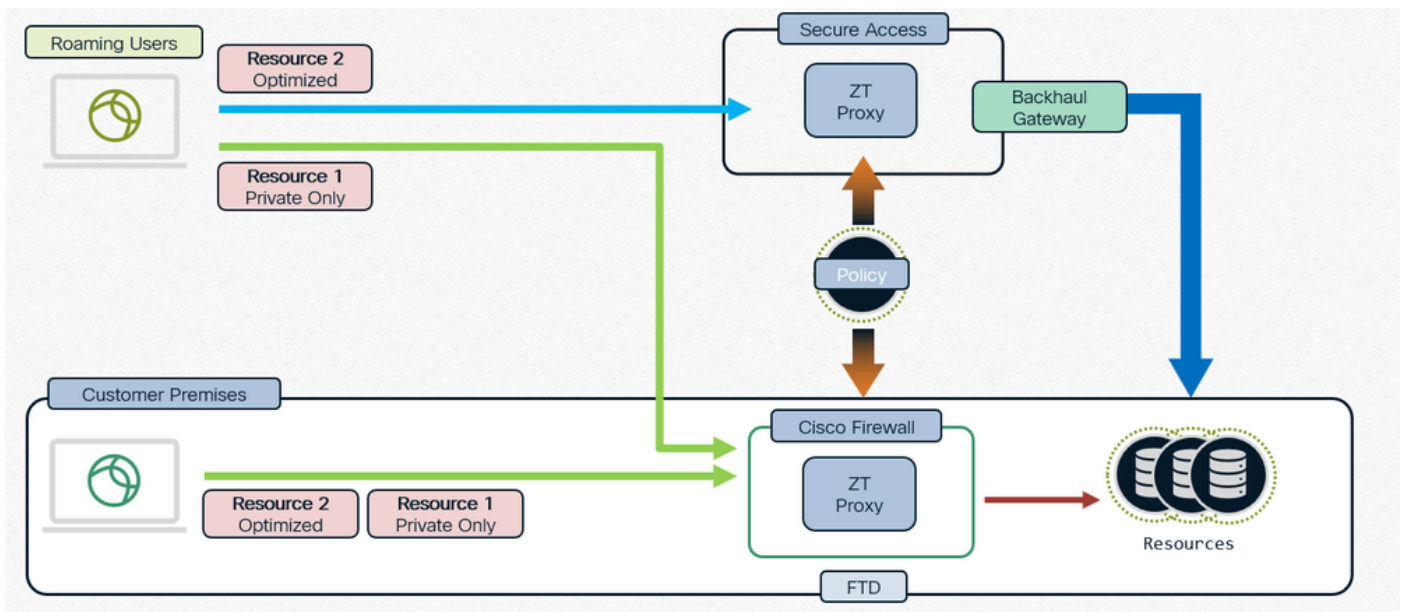 Roaming Users
Resource 2
Optimized
Resource 1
Private Only
Secure Access
ZT
Proxy
Backhaul
Gateway
Policy
Customer Premises
Resource 2
Optimized
Resource 1
Private Only
Cisco Firewall
ZT
Proxy
Resources
FTD